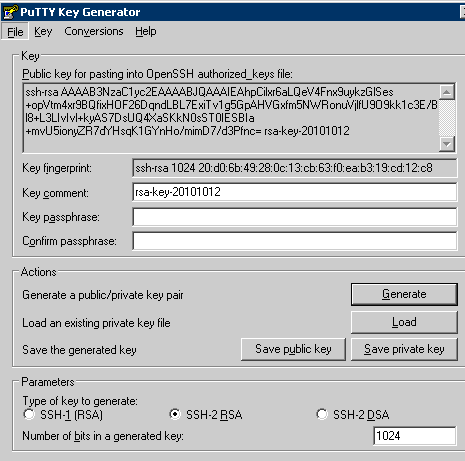 PuTTY Key Generator
File Key Conversions Help
Key
Public key for pasting into OpenSSH authorized_keys file:
ssh-rsa AAAAB3NzaC1yc2EAAAABJQAAAIEAhpCilxr6aLQeV4Fnx9uykzGISes
+opVtm4xr9BQfixHOF26DqndLBL7ExiTv1g5GpAHVGxfm5NWRonuVjlfU9O9kk1c3E/B
l8+L3LIvIvl+kyAS7DsUQ4XaSKkN0sST0IESBIa
+mvU5ionyZR7dYHsqK1GYnHo/mimD7/d3Pfnc= rsa-key-20101012
Key fingerprint: ssh-rsa 1024 20:d0:6b:49:28:0c:13:cb:63:f0:ea:b3:19:cd:12:c8
Key comment: rsa-key-20101012
Key passphrase:
Confirm passphrase:
Actions
Generate a public/private key pair Generate
Load an existing private key file Load
Save the generated key Save public key Save private key
Parameters
Type of key to generate:
SSH-1 (RSA) SSH-2 RSA SSH-2 DSA
Number of bits in a generated key: 1024